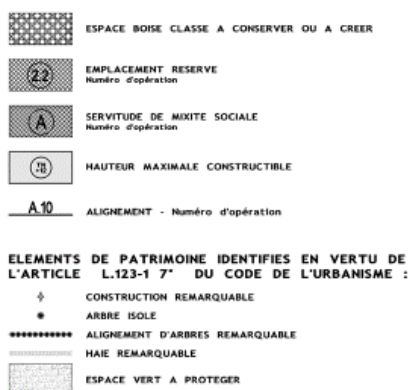 ESPACE BOISE CLASSE A CONSERVER OU A CREER
2.2
EMPLACEMENT RESERVE
Numéro d'opération
A
SERVITUDE DE MIXITE SOCIALE
Numéro d'opération
HAUTEUR MAXIMALE CONSTRUCTIBLE
A.10
ALIGNEMENT - Numéro d'opération
ELEMENTS DE PATRIMOINE IDENTIFIES EN VERTU DE
L'ARTICLE L.123-1 7° DU CODE DE L'URBANISME :
CONSTRUCTION REMARQUABLE
ARBRE ISOLE
ALIGNEMENT D'ARBRES REMARQUABLE
HAIE REMARQUABLE
ESPACE VERT A PROTEGER